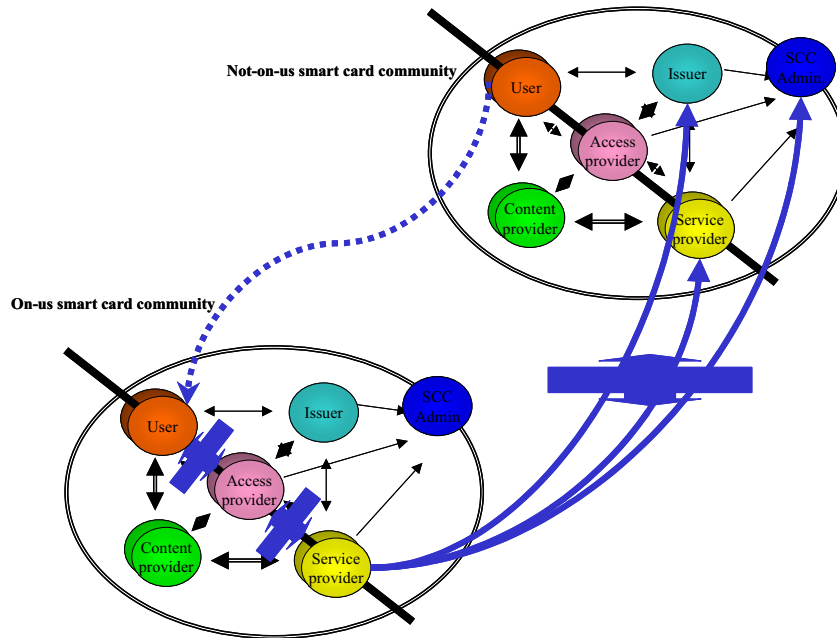 Not-on-us smart card community
User
Issuer
SCC
Admin.
Access
provider
Content
provider
Service
provider
On-us smart card community
User
Issuer
SCC
Admin
Access
provider
Content
provider
Service
provider